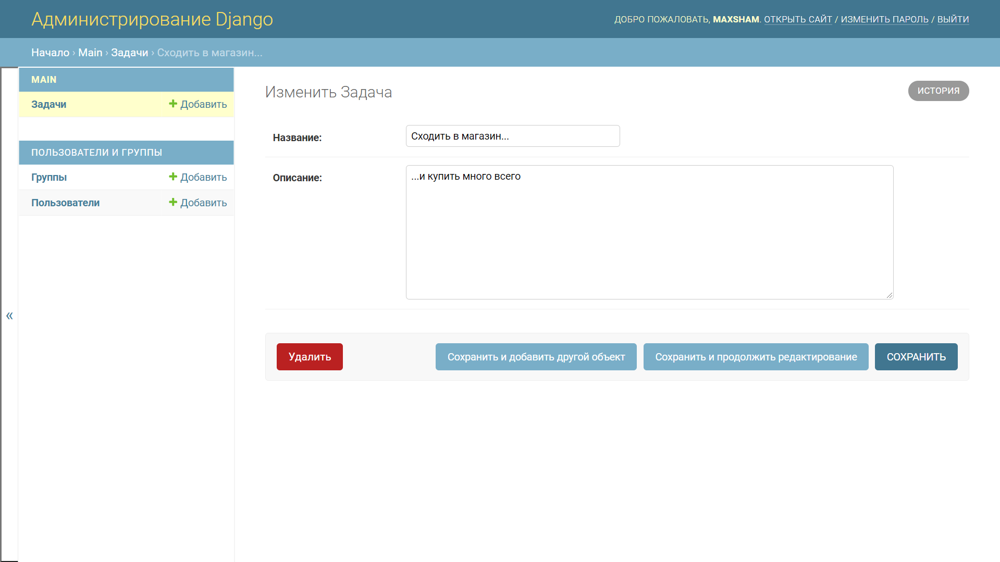 Администрирование Django
ДОБРО ПОЖАЛОВАТЬ, MAXSHAM. ОТКРЫТЬ САЙТ / ИЗМЕНИТЬ ПАРОЛЬ / ВЫЙТИ
Начало › Main › Задачи › Сходить в магазин...
MAIN
Задачи
Добавить
ПОЛЬЗОВАТЕЛИ И ГРУППЫ
Группы
Добавить
Пользователи
Добавить
«
Изменить Задача
ИСТОРИЯ
Название:
Сходить в магазин...
Описание:
...и купить много всего
Удалить
Сохранить и добавить другой объект
Сохранить и продолжить редактирование
СОХРАНИТЬ